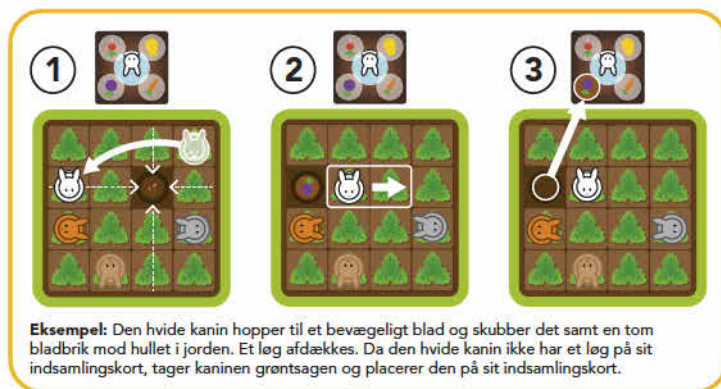 1
2
3
Eksempel: Den hvide kanin hopper til et bevægeligt blad og skubber det samt en tom
bladbrik mod hullet i jorden. Et løg afdækkes. Da den hvide kanin ikke har et løg på sit
indsamlingskort, tager kaninen grøntsagen og placerer den på sit indsamlingskort.